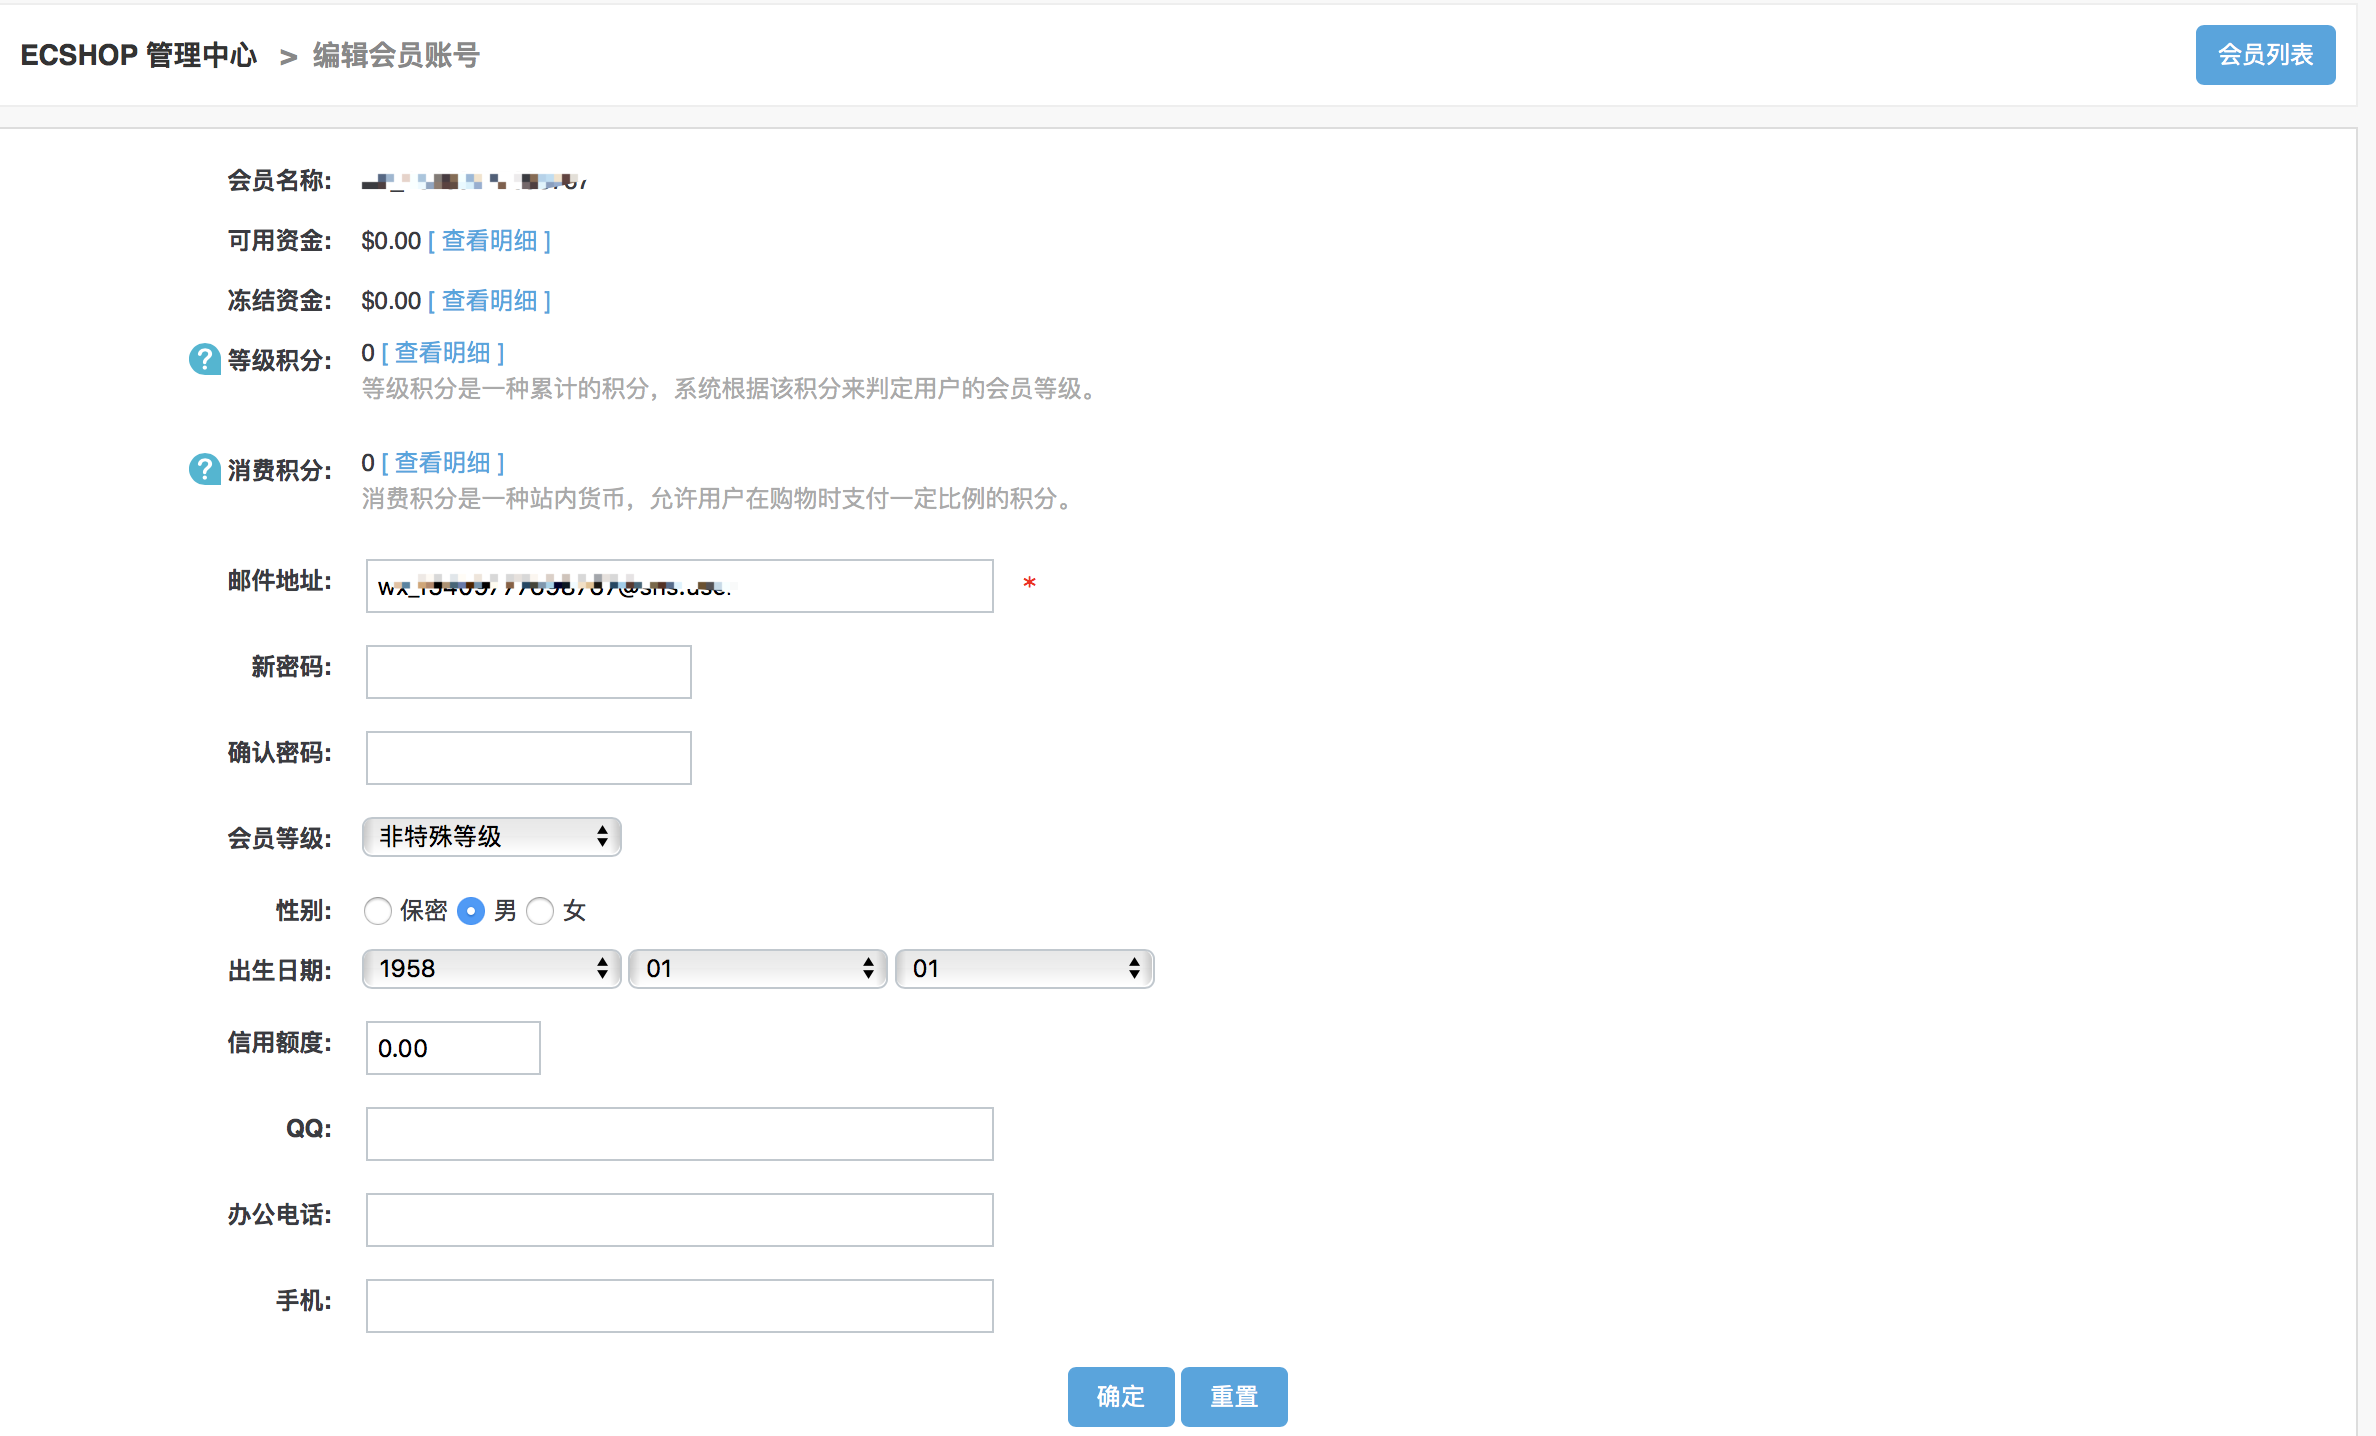 ECSHOP 管理中心 > 编辑会员账号
会员列表
会员名称:
可用资金: $0.00 [ 查看明细 ]
冻结资金: $0.00 [ 查看明细 ]
? 等级积分: 0 [ 查看明细 ]
等级积分是一种累计的积分，系统根据该积分来判定用户的会员等级。
? 消费积分: 0 [ 查看明细 ]
消费积分是一种站内货币，允许用户在购物时支付一定比例的积分。
邮件地址: *
新密码:
确认密码:
会员等级: 非特殊等级
性别: 保密 男 女
出生日期: 1958 01 01
信用额度: 0.00
QQ:
办公电话:
手机:
确定 重置